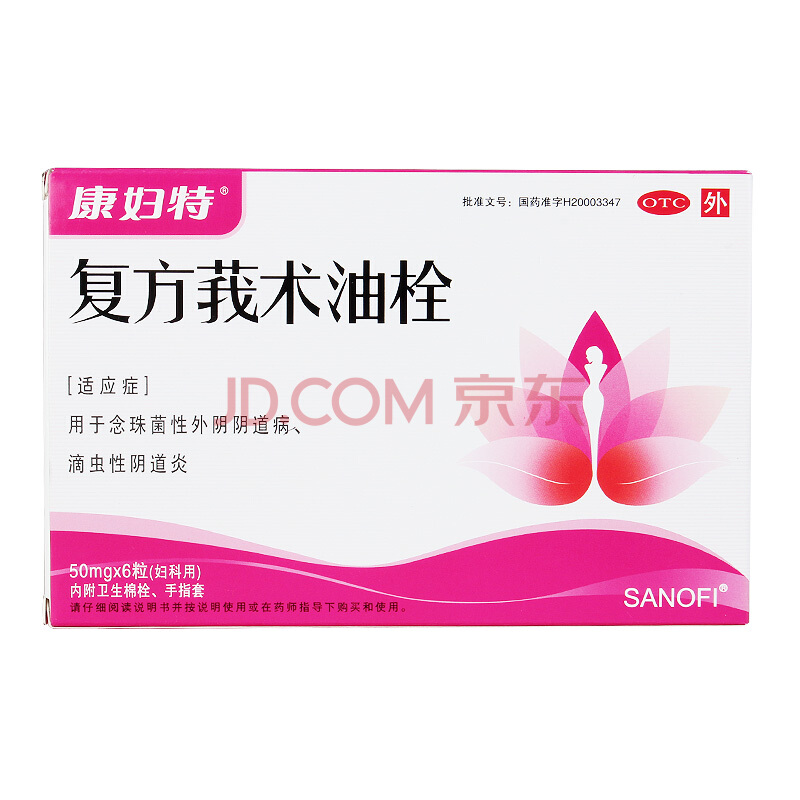 康妇特®
批准文号：国药准字H20003347
OTC
外
复方莪术油栓
[适应症]
用于念珠菌性外阴阴道病、
滴虫性阴道炎
JD.COM 京东
50mgx6粒(妇科用)
内附卫生棉栓、手指套
请仔细阅读说明书并按说明使用或在药师指导下购买和使用。
SANOFI®